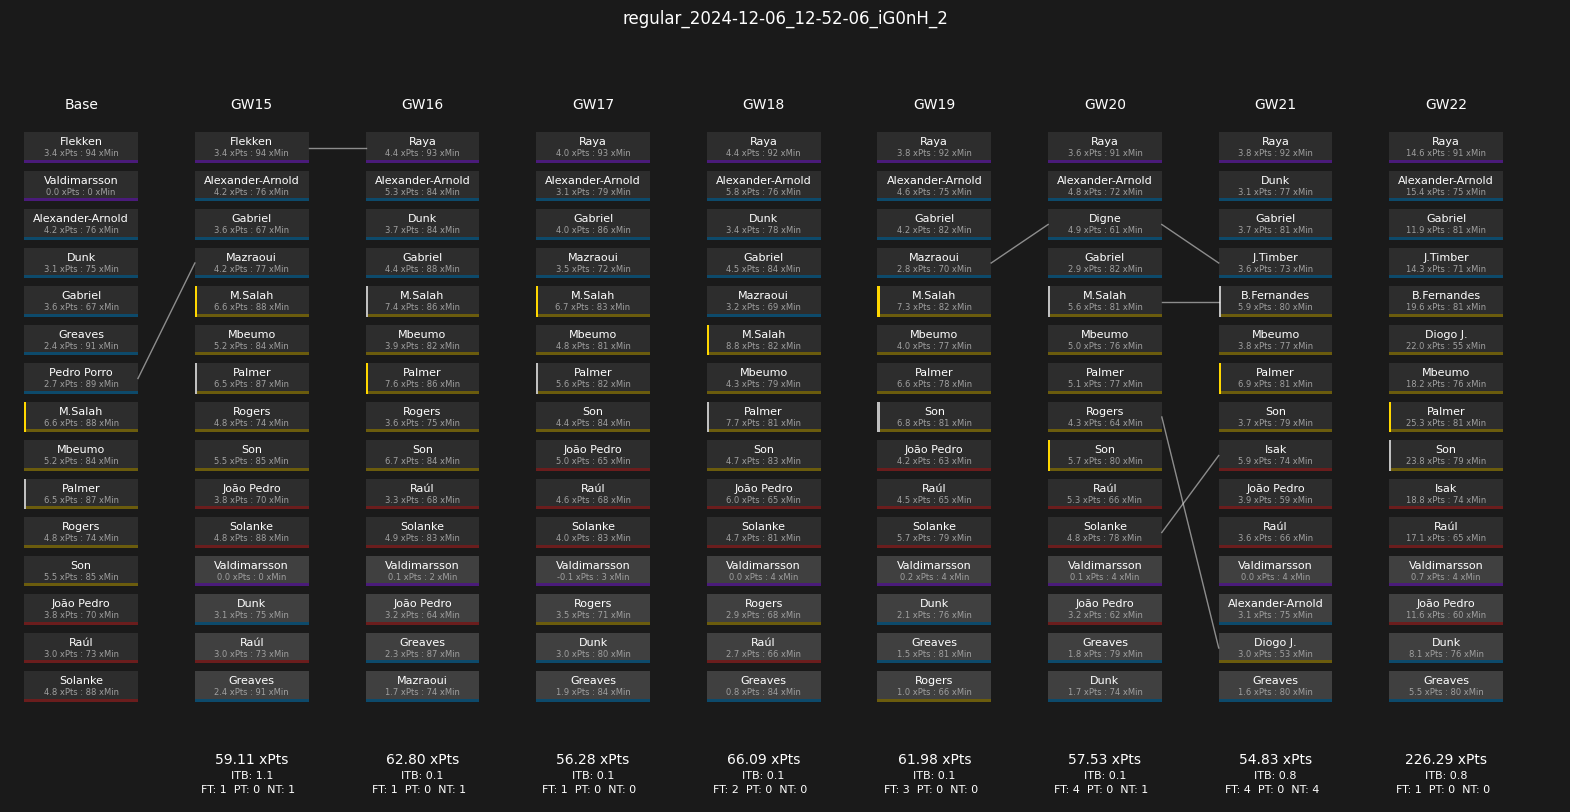 regular_2024-12-06_12-52-06_iG0nH_2
Base
Flekken
3.4 xPts : 94 xMin
Valdimarsson
0.0 xPts : 0 xMin
Alexander-Arnold
4.2 xPts : 76 xMin
Dunk
3.1 xPts : 75 xMin
Gabriel
3.6 xPts : 67 xMin
Greaves
2.4 xPts : 91 xMin
Pedro Porro
2.7 xPts : 89 xMin
M.Salah
6.6 xPts : 88 xMin
Mbeumo
5.2 xPts : 84 xMin
Palmer
6.5 xPts : 87 xMin
Rogers
4.8 xPts : 74 xMin
Son
5.5 xPts : 85 xMin
João Pedro
3.8 xPts : 70 xMin
Raúl
3.0 xPts : 73 xMin
Solanke
4.8 xPts : 88 xMin
GW15
Flekken
3.4 xPts : 94 xMin
Alexander-Arnold
4.2 xPts : 76 xMin
Gabriel
3.6 xPts : 67 xMin
Mazraoui
4.2 xPts : 77 xMin
M.Salah
6.6 xPts : 88 xMin
Mbeumo
5.2 xPts : 84 xMin
Palmer
6.5 xPts : 87 xMin
Rogers
4.8 xPts : 74 xMin
Son
5.5 xPts : 85 xMin
João Pedro
3.8 xPts : 70 xMin
Solanke
4.8 xPts : 88 xMin
Valdimarsson
0.0 xPts : 0 xMin
Dunk
3.1 xPts : 75 xMin
Raúl
3.0 xPts : 73 xMin
Greaves
2.4 xPts : 91 xMin
59.11 xPts
ITB: 1.1
FT: 1 PT: 0 NT: 1
GW16
Raya
4.4 xPts : 93 xMin
Alexander-Arnold
5.3 xPts : 84 xMin
Dunk
3.7 xPts : 84 xMin
Gabriel
4.4 xPts : 88 xMin
M.Salah
7.4 xPts : 86 xMin
Mbeumo
3.9 xPts : 82 xMin
Palmer
7.6 xPts : 86 xMin
Rogers
3.6 xPts : 75 xMin
Son
6.7 xPts : 84 xMin
Raúl
3.3 xPts : 68 xMin
Solanke
4.9 xPts : 83 xMin
Valdimarsson
0.1 xPts : 2 xMin
João Pedro
3.2 xPts : 64 xMin
Greaves
2.3 xPts : 87 xMin
Mazraoui
1.7 xPts : 74 xMin
62.80 xPts
ITB: 0.1
FT: 1 PT: 0 NT: 1
GW17
Raya
4.0 xPts : 93 xMin
Alexander-Arnold
3.1 xPts : 79 xMin
Gabriel
4.0 xPts : 86 xMin
Mazraoui
3.5 xPts : 72 xMin
M.Salah
6.7 xPts : 83 xMin
Mbeumo
4.8 xPts : 81 xMin
Palmer
5.6 xPts : 82 xMin
Son
4.4 xPts : 84 xMin
João Pedro
5.0 xPts : 65 xMin
Raúl
4.6 xPts : 68 xMin
Solanke
4.0 xPts : 83 xMin
Valdimarsson
-0.1 xPts : 3 xMin
Rogers
3.5 xPts : 71 xMin
Dunk
3.0 xPts : 80 xMin
Greaves
1.9 xPts : 84 xMin
56.28 xPts
ITB: 0.1
FT: 1 PT: 0 NT: 0
GW18
Raya
4.4 xPts : 92 xMin
Alexander-Arnold
5.8 xPts : 76 xMin
Dunk
3.4 xPts : 78 xMin
Gabriel
4.5 xPts : 84 xMin
Mazraoui
3.2 xPts : 69 xMin
M.Salah
8.8 xPts : 82 xMin
Mbeumo
4.3 xPts : 79 xMin
Palmer
7.7 xPts : 81 xMin
Son
4.7 xPts : 83 xMin
João Pedro
6.0 xPts : 65 xMin
Solanke
4.7 xPts : 81 xMin
Valdimarsson
0.0 xPts : 4 xMin
Rogers
2.9 xPts : 68 xMin
Raúl
2.7 xPts : 66 xMin
Greaves
0.8 xPts : 84 xMin
66.09 xPts
ITB: 0.1
FT: 2 PT: 0 NT: 0
GW19
Raya
3.8 xPts : 92 xMin
Alexander-Arnold
4.6 xPts : 75 xMin
Gabriel
4.2 xPts : 82 xMin
Mazraoui
2.8 xPts : 70 xMin
M.Salah
7.3 xPts : 82 xMin
Mbeumo
4.0 xPts : 77 xMin
Palmer
6.6 xPts : 78 xMin
Son
6.8 xPts : 81 xMin
João Pedro
4.2 xPts : 63 xMin
Raúl
4.5 xPts : 65 xMin
Solanke
5.7 xPts : 79 xMin
Valdimarsson
0.2 xPts : 4 xMin
Dunk
2.1 xPts : 76 xMin
Greaves
1.5 xPts : 81 xMin
Rogers
1.0 xPts : 66 xMin
61.98 xPts
ITB: 0.1
FT: 3 PT: 0 NT: 0
GW20
Raya
3.6 xPts : 91 xMin
Alexander-Arnold
4.8 xPts : 72 xMin
Digne
4.9 xPts : 61 xMin
Gabriel
2.9 xPts : 82 xMin
M.Salah
5.6 xPts : 81 xMin
Mbeumo
5.0 xPts : 76 xMin
Palmer
5.1 xPts : 77 xMin
Rogers
4.3 xPts : 64 xMin
Son
5.7 xPts : 80 xMin
Raúl
5.3 xPts : 66 xMin
Solanke
4.8 xPts : 78 xMin
Valdimarsson
0.1 xPts : 4 xMin
João Pedro
3.2 xPts : 62 xMin
Greaves
1.8 xPts : 79 xMin
Dunk
1.7 xPts : 74 xMin
57.53 xPts
ITB: 0.1
FT: 4 PT: 0 NT: 1
GW21
Raya
3.8 xPts : 92 xMin
Dunk
3.1 xPts : 77 xMin
Gabriel
3.7 xPts : 81 xMin
J.Timber
3.6 xPts : 73 xMin
B.Fernandes
5.9 xPts : 80 xMin
Mbeumo
3.8 xPts : 77 xMin
Palmer
6.9 xPts : 81 xMin
Son
3.7 xPts : 79 xMin
Isak
5.9 xPts : 74 xMin
João Pedro
3.9 xPts : 59 xMin
Raúl
3.6 xPts : 66 xMin
Valdimarsson
0.0 xPts : 4 xMin
Alexander-Arnold
3.1 xPts : 75 xMin
Diogo J.
3.0 xPts : 53 xMin
Greaves
1.6 xPts : 80 xMin
54.83 xPts
ITB: 0.8
FT: 4 PT: 0 NT: 4
GW22
Raya
14.6 xPts : 91 xMin
Alexander-Arnold
15.4 xPts : 75 xMin
Gabriel
11.9 xPts : 81 xMin
J.Timber
14.3 xPts : 71 xMin
B.Fernandes
19.6 xPts : 81 xMin
Diogo J.
22.0 xPts : 55 xMin
Mbeumo
18.2 xPts : 76 xMin
Palmer
25.3 xPts : 81 xMin
Son
23.8 xPts : 79 xMin
Isak
18.8 xPts : 74 xMin
Raúl
17.1 xPts : 65 xMin
Valdimarsson
0.7 xPts : 4 xMin
João Pedro
11.6 xPts : 60 xMin
Dunk
8.1 xPts : 76 xMin
Greaves
5.5 xPts : 80 xMin
226.29 xPts
ITB: 0.8
FT: 1 PT: 0 NT: 0